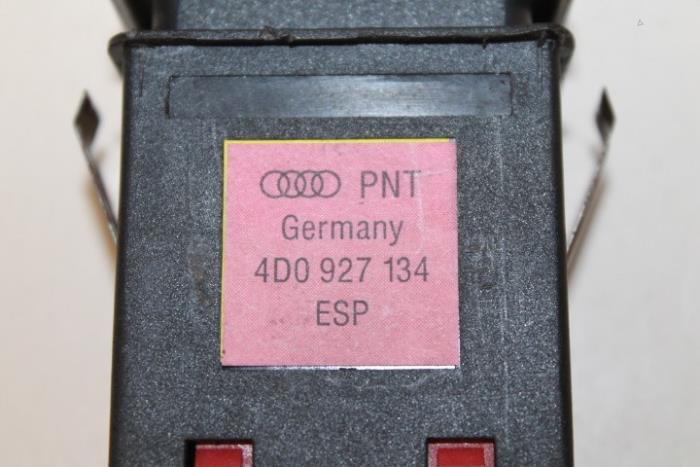 PNT
Germany
4D0 927 134
ESP